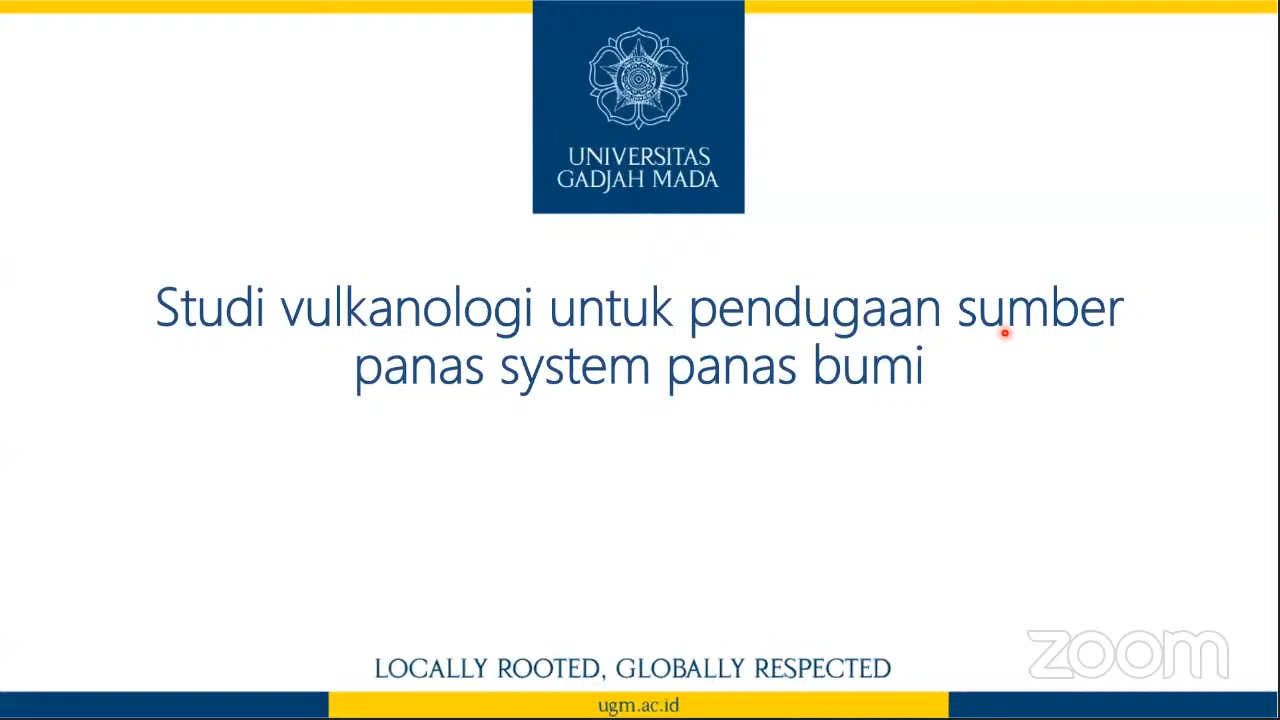 UNIVERSITAS
GADJAH MADA
Studi vulkanologi untuk pendugaan sumber
panas system panas bumi
zoom
LOCALLY ROOTED, GLOBALLY RESPECTED
ugm.ac.id